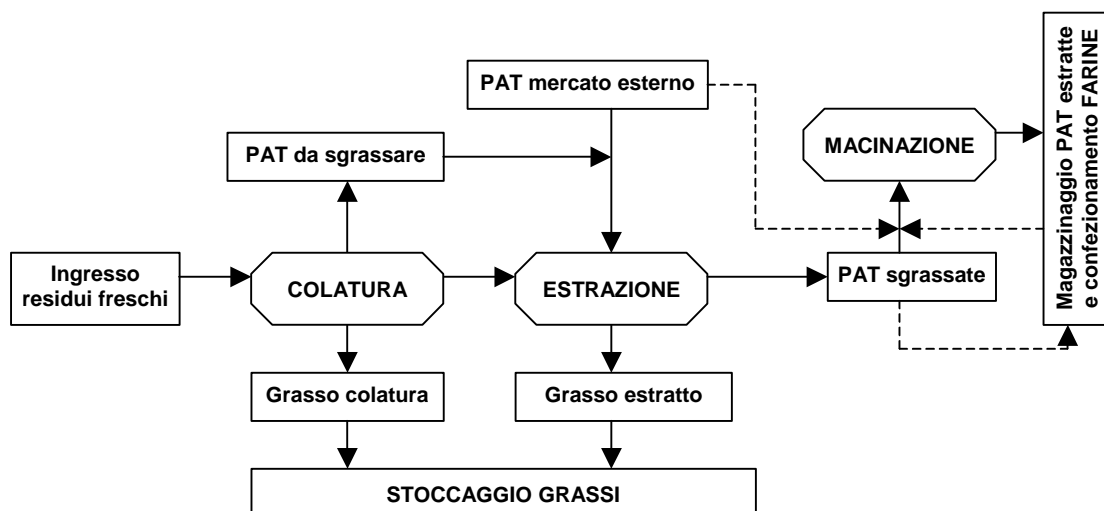 PAT mercato esterno
PAT da sgrassare
MACINAZIONE
Magazzinaggio PAT estratte
e confezionamento FARINE
Ingresso
residui freschi
COLATURA
ESTRAZIONE
PAT sgrassate
Grasso colatura
Grasso estratto
STOCCAGGIO GRASSI